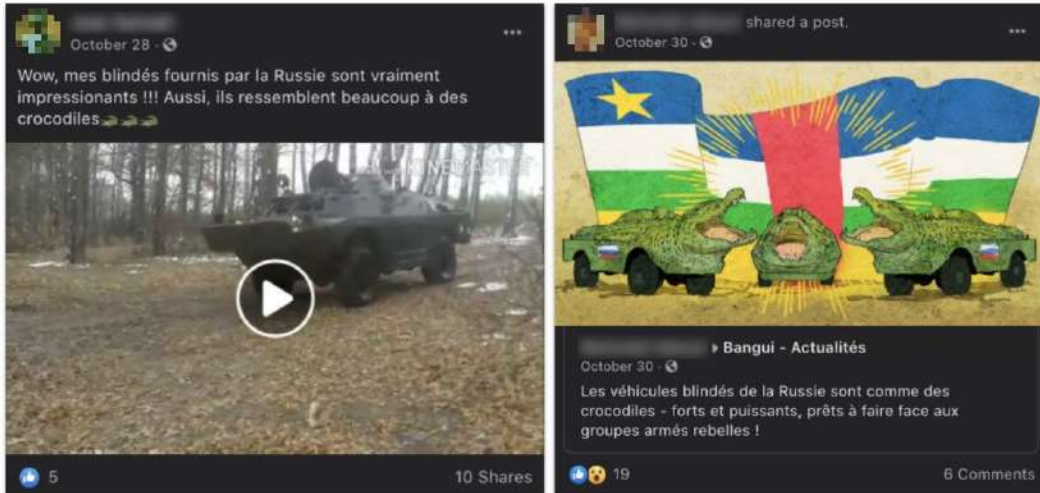 October 28
Wow, mes blindés fournis par la Russie sont vraiment
impressionants !!! Aussi, ils ressemblent beaucoup à des
crocodiles🐊🐊🐊
5
10 Shares
shared a post.
October 30
Bangui - Actualités
October 30
Les véhicules blindés de la Russie sont comme des
crocodiles - forts et puissants, prêts à faire face aux
groupes armés rebelles !
19
6 Comments